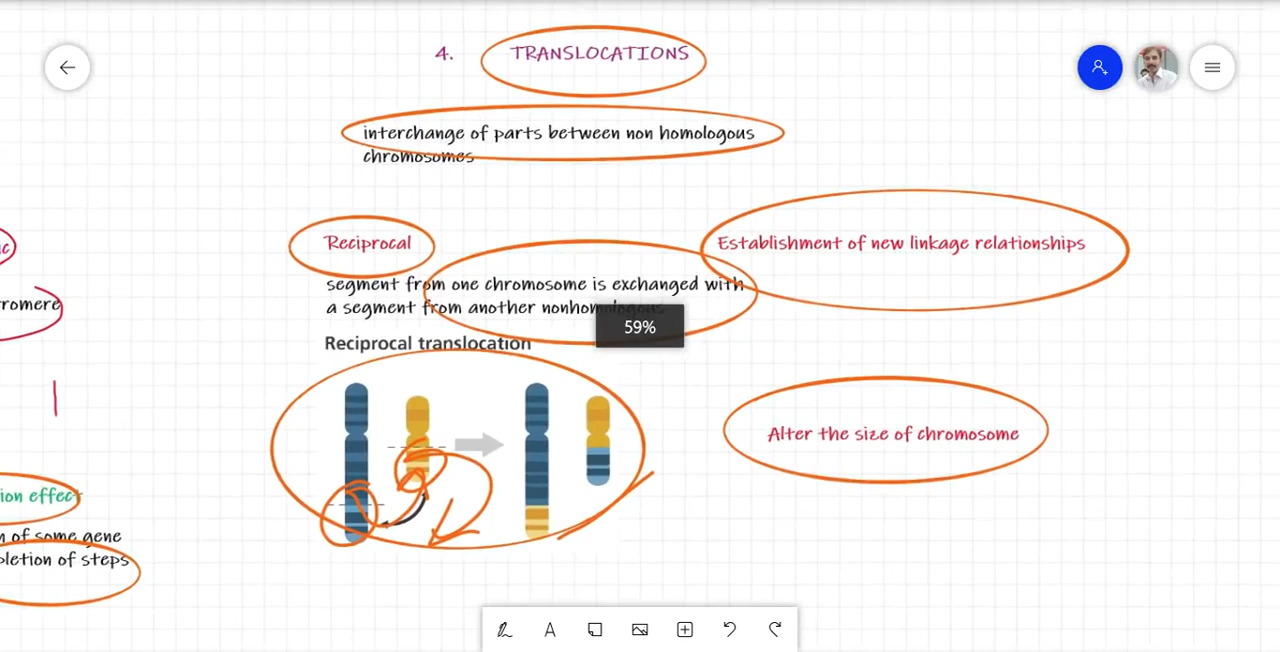 4. TRANSLOCATIONS
interchange of parts between non homologous
chromosomes
Reciprocal
Establishment of new linkage relationships
segment from one chromosome is exchanged with
a segment from another nonhomologous
59%
Reciprocal translocation
Alter the size of chromosome
romere
ion effect
of some gene
pletion of steps
A